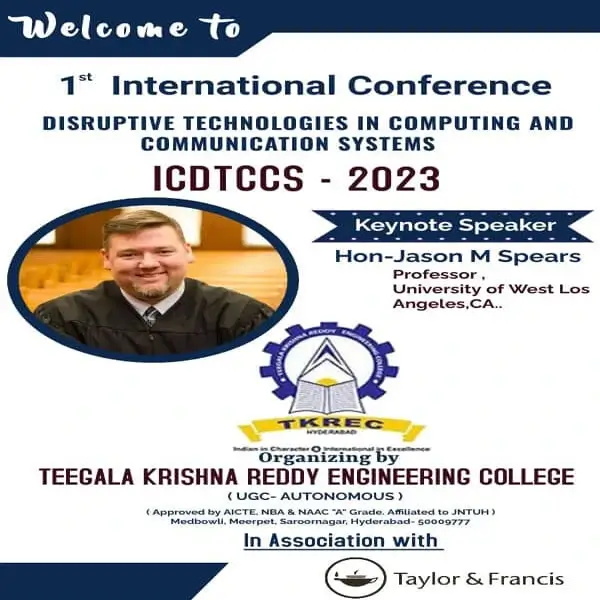 Welcome To
1st International Conference
DISRUPTIVE TECHNOLOGIES IN COMPUTING AND
COMMUNICATION SYSTEMS
ICDTCCS - 2023
Keynote Speaker
Hon-Jason M Spears
Professor ,
University of West Los
Angeles,CA..
TEEGALA KRISHNA REDDY ENGINEERING COLLEGE
TKREC
HYDERABAD
Indian in Character International in Excellence
Organizing by
TEEGALA KRISHNA REDDY ENGINEERING COLLEGE
( UGC- AUTONOMOUS )
( Approved by AICTE, NBA & NAAC "A" Grade. Affiliated to JNTUH )
Medbowli, Meerpet, Saroornagar, Hyderabad- 50009777
In Association with
Taylor & Francis